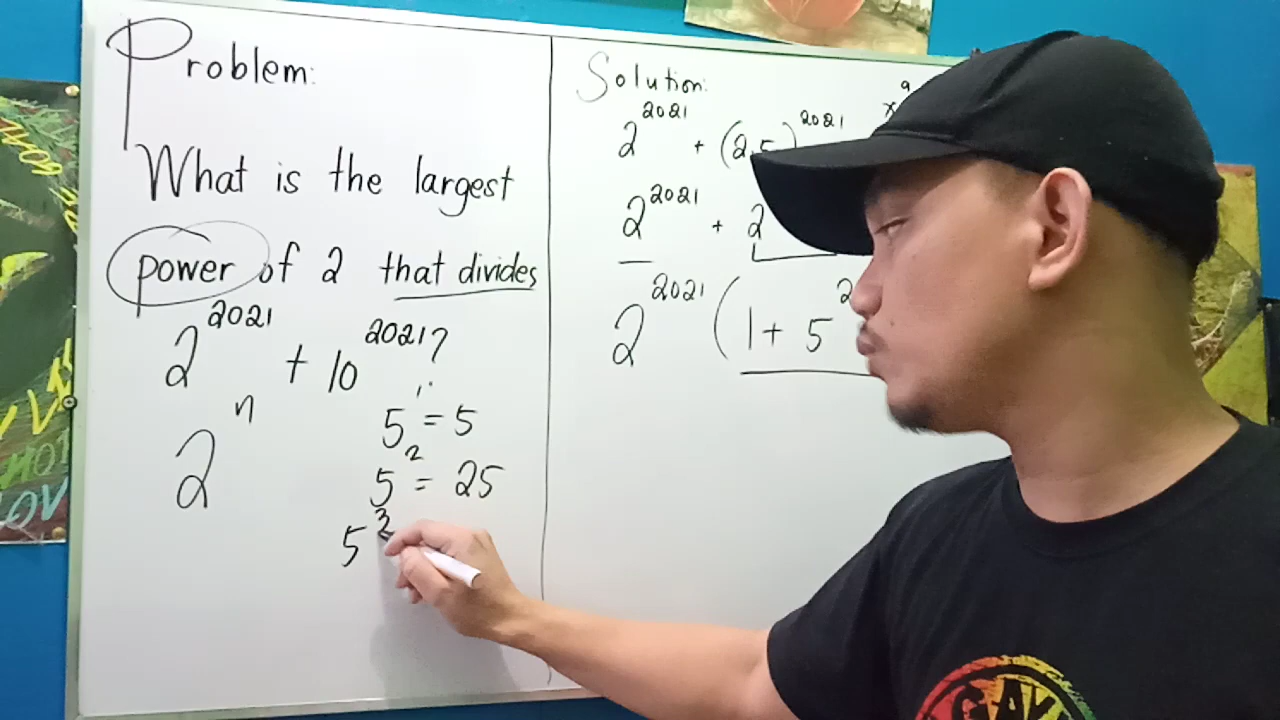 Problem:
What is the largest
power of 2 that divides
2^2021 + 10^2021?
2^n
5^1 = 5
5^2 = 25
5^3
Solution:
2^2021 + (2·5)^2021
2^2021 + 2
2^2021 (1 + 5^2